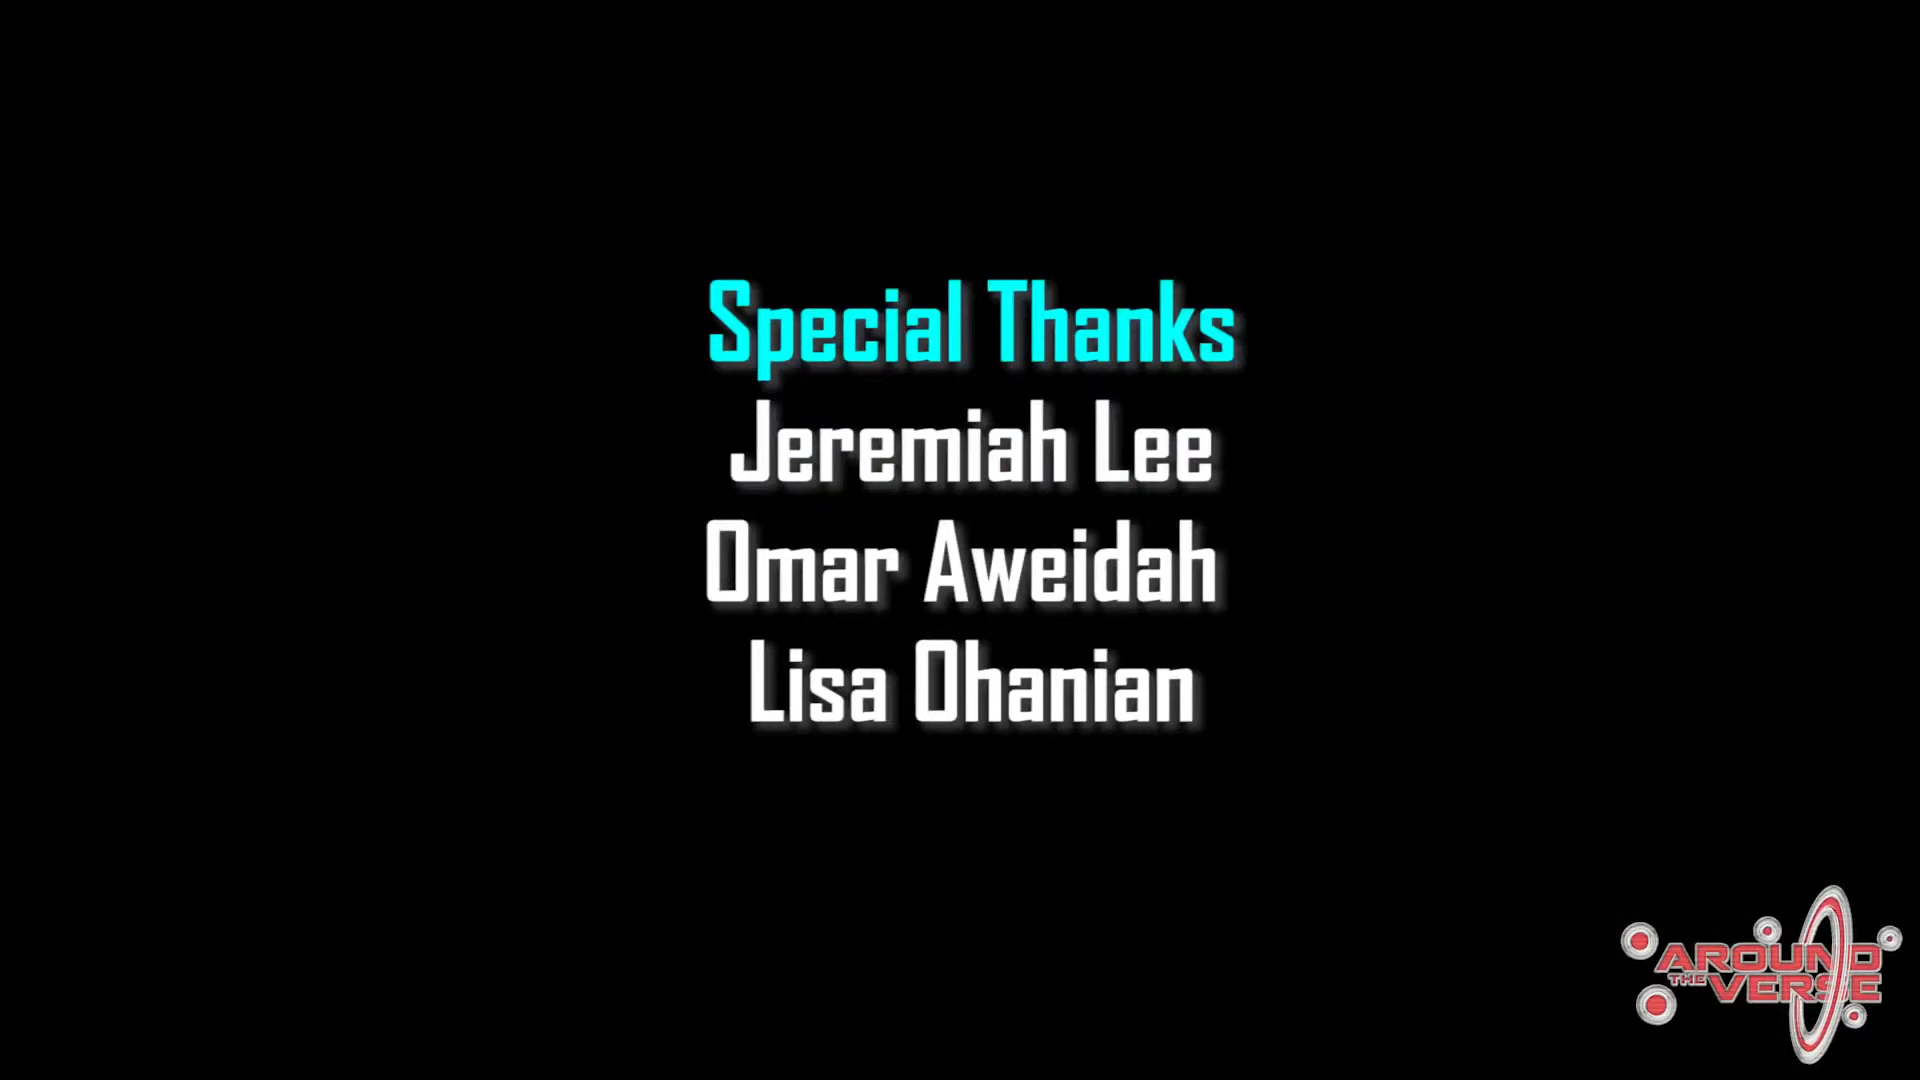 Special Thanks
Jeremiah Lee
Omar Aweidah
Lisa Ohanian
AROUND
THE VERSE